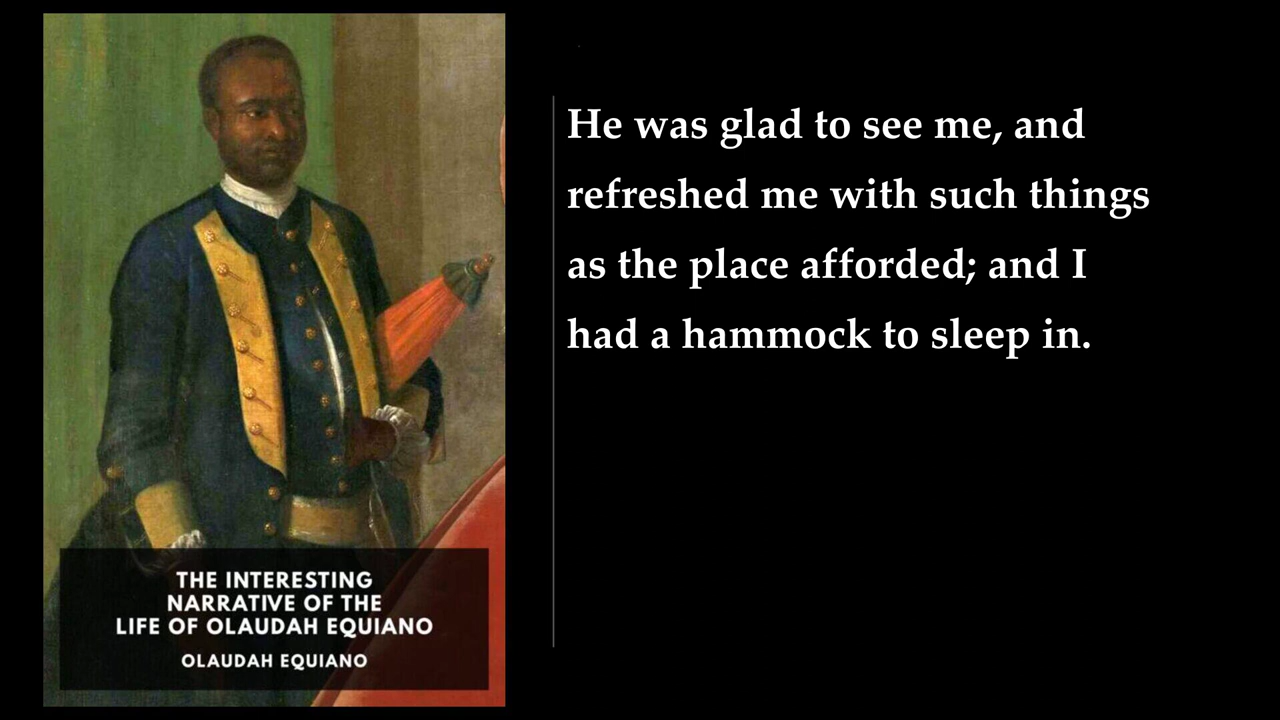 THE INTERESTING
NARRATIVE OF THE
LIFE OF OLAUDAH EQUIANO
OLAUDAH EQUIANO
He was glad to see me, and
refreshed me with such things
as the place afforded; and I
had a hammock to sleep in.